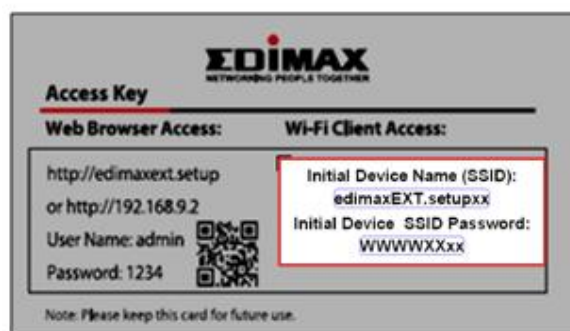 EDIMAX
NETWORKING PEOPLE TOGETHER
Access Key
Web Browser Access:
Wi-Fi Client Access:
http://edimaxext.setup
or http://192.168.9.2
User Name: admin
Password: 1234
Initial Device Name (SSID):
edimaxEXT.setupxx
Initial Device SSID Password:
WWWWXXxx
Note: Please keep this card for future use.